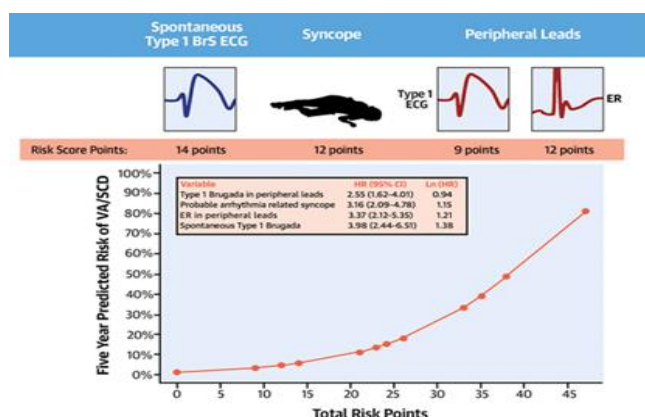 Spontaneous
Type 1 BrS ECG
Syncope
Peripheral Leads
Type 1
ECG
ER
Risk Score Points:
14 points
12 points
9 points
12 points
Five Year Predicted Risk of VA/SCD
100%
90%
80%
70%
60%
50%
40%
30%
20%
10%
0%
Variable HR (95% CI) Ln (HR)
Type 1 Brugada in peripheral leads 2.55 (1.62-4.01) 0.94
Probable arrhythmia related syncope 3.16 (2.09-4.78) 1.15
ER in peripheral leads 3.37 (2.12-5.35) 1.21
Spontaneous Type 1 Brugada 3.98 (2.44-6.51) 1.38
0 5 10 15 20 25 30 35 40 45
Total Risk Points